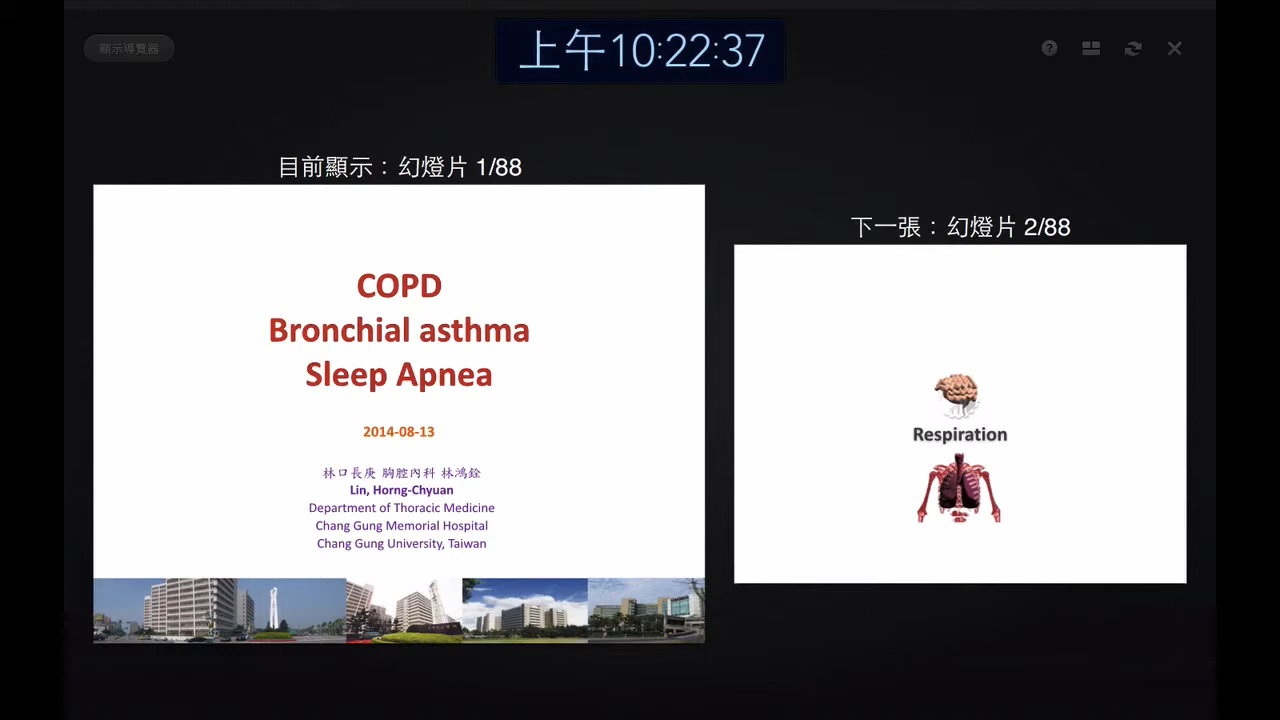 上午10:22:37
顯示導覽器
目前顯示：幻燈片 1/88
COPD
Bronchial asthma
Sleep Apnea
2014-08-13
林口長庚 胸腔內科 林鴻銓
Lin, Horng-Chyuan
Department of Thoracic Medicine
Chang Gung Memorial Hospital
Chang Gung University, Taiwan
下一張：幻燈片 2/88
Respiration